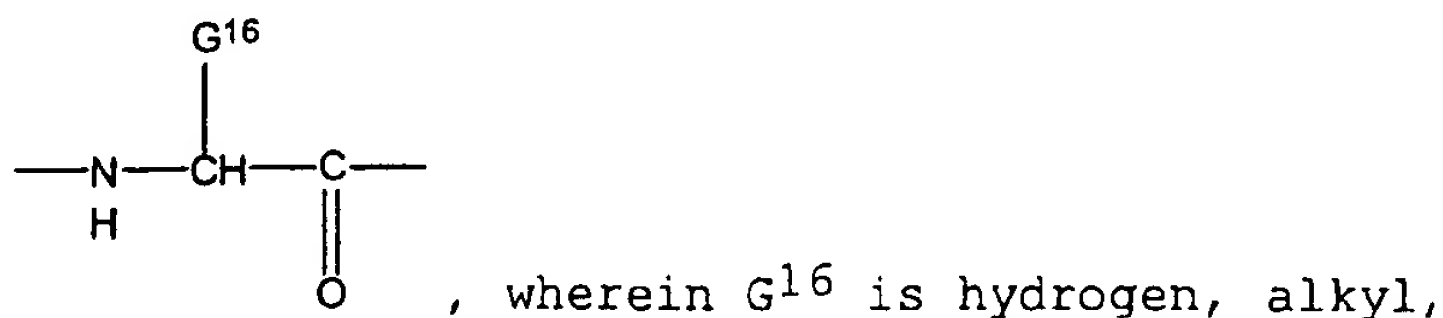 G16
N CH C
H
O , wherein G16 is hydrogen, alkyl,